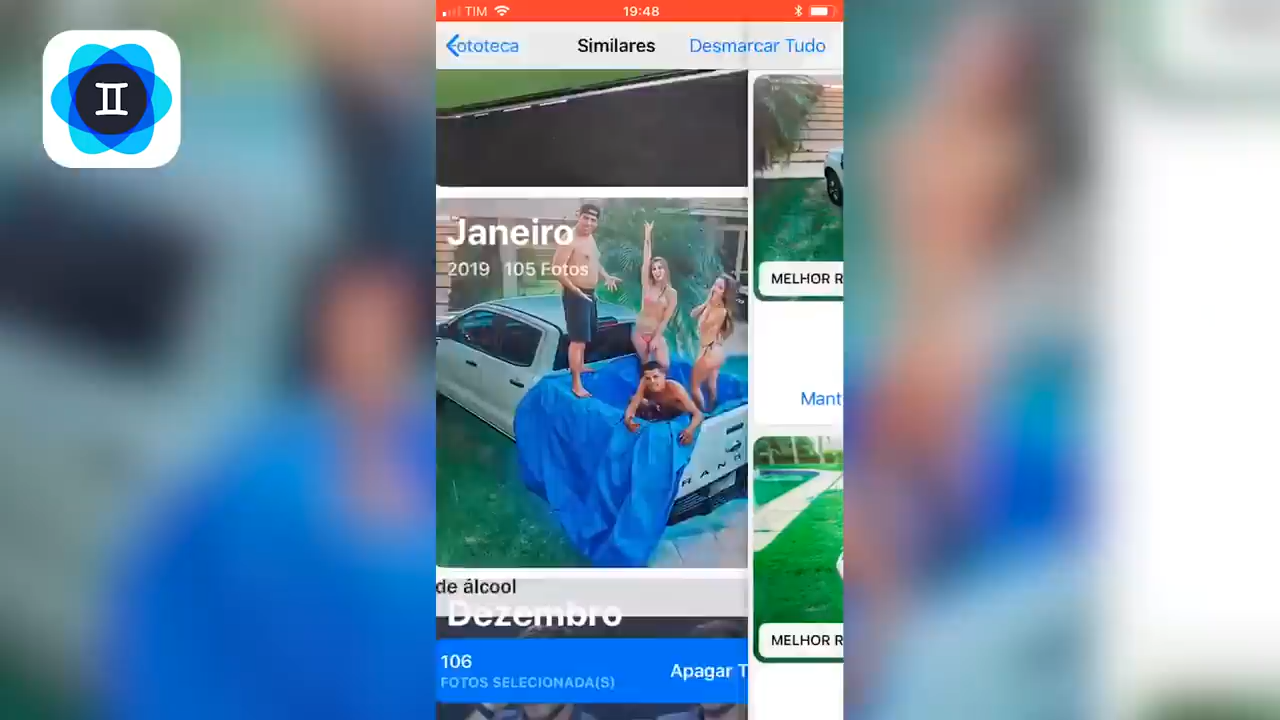 TIM
19:48
Fototeca
Similares
Desmarcar Tudo
Janeiro
2019 105 Fotos
MELHOR R
Mant
RAN
de álcool
Dezembro
106
FOTOS SELECIONADA(S)
Apagar T
MELHOR R